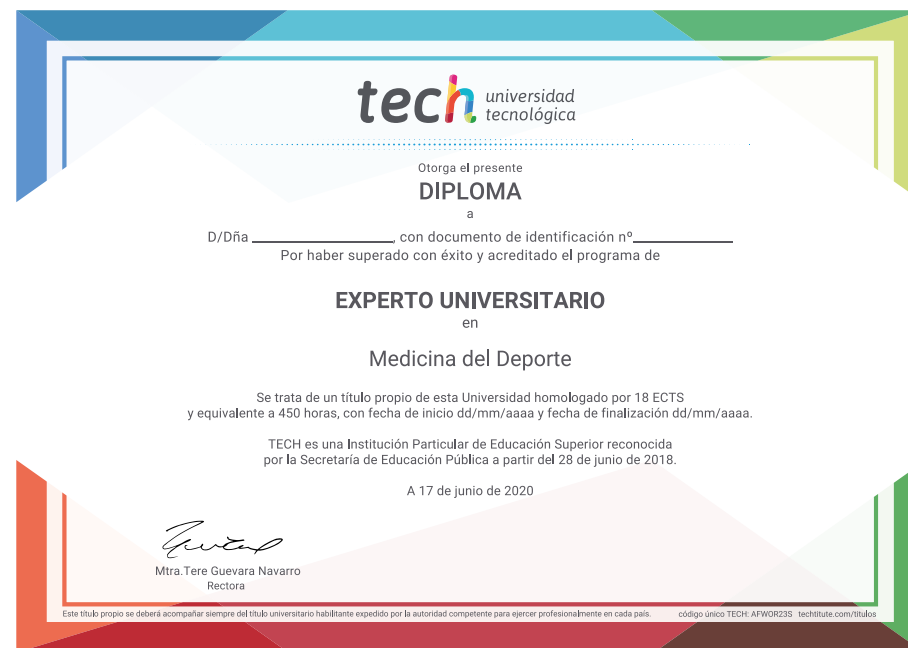 tech universidad
tecnológica
Otorga el presente
DIPLOMA
a
D/Dña ____________________, con documento de identificación nº______________
Por haber superado con éxito y acreditado el programa de
EXPERTO UNIVERSITARIO
en
Medicina del Deporte
Se trata de un título propio de esta Universidad homologado por 18 ECTS
y equivalente a 450 horas, con fecha de inicio dd/mm/aaaa y fecha de finalización dd/mm/aaaa.
TECH es una Institución Particular de Educación Superior reconocida
por la Secretaría de Educación Pública a partir del 28 de junio de 2018.
A 17 de junio de 2020
Mtra.Tere Guevara Navarro
Rectora
Este título propio se deberá acompañar siempre del título universitario habilitante expedido por la autoridad competente para ejercer profesionalmente en cada país. código único TECH: AFWOR23S techtitute.com/titulos